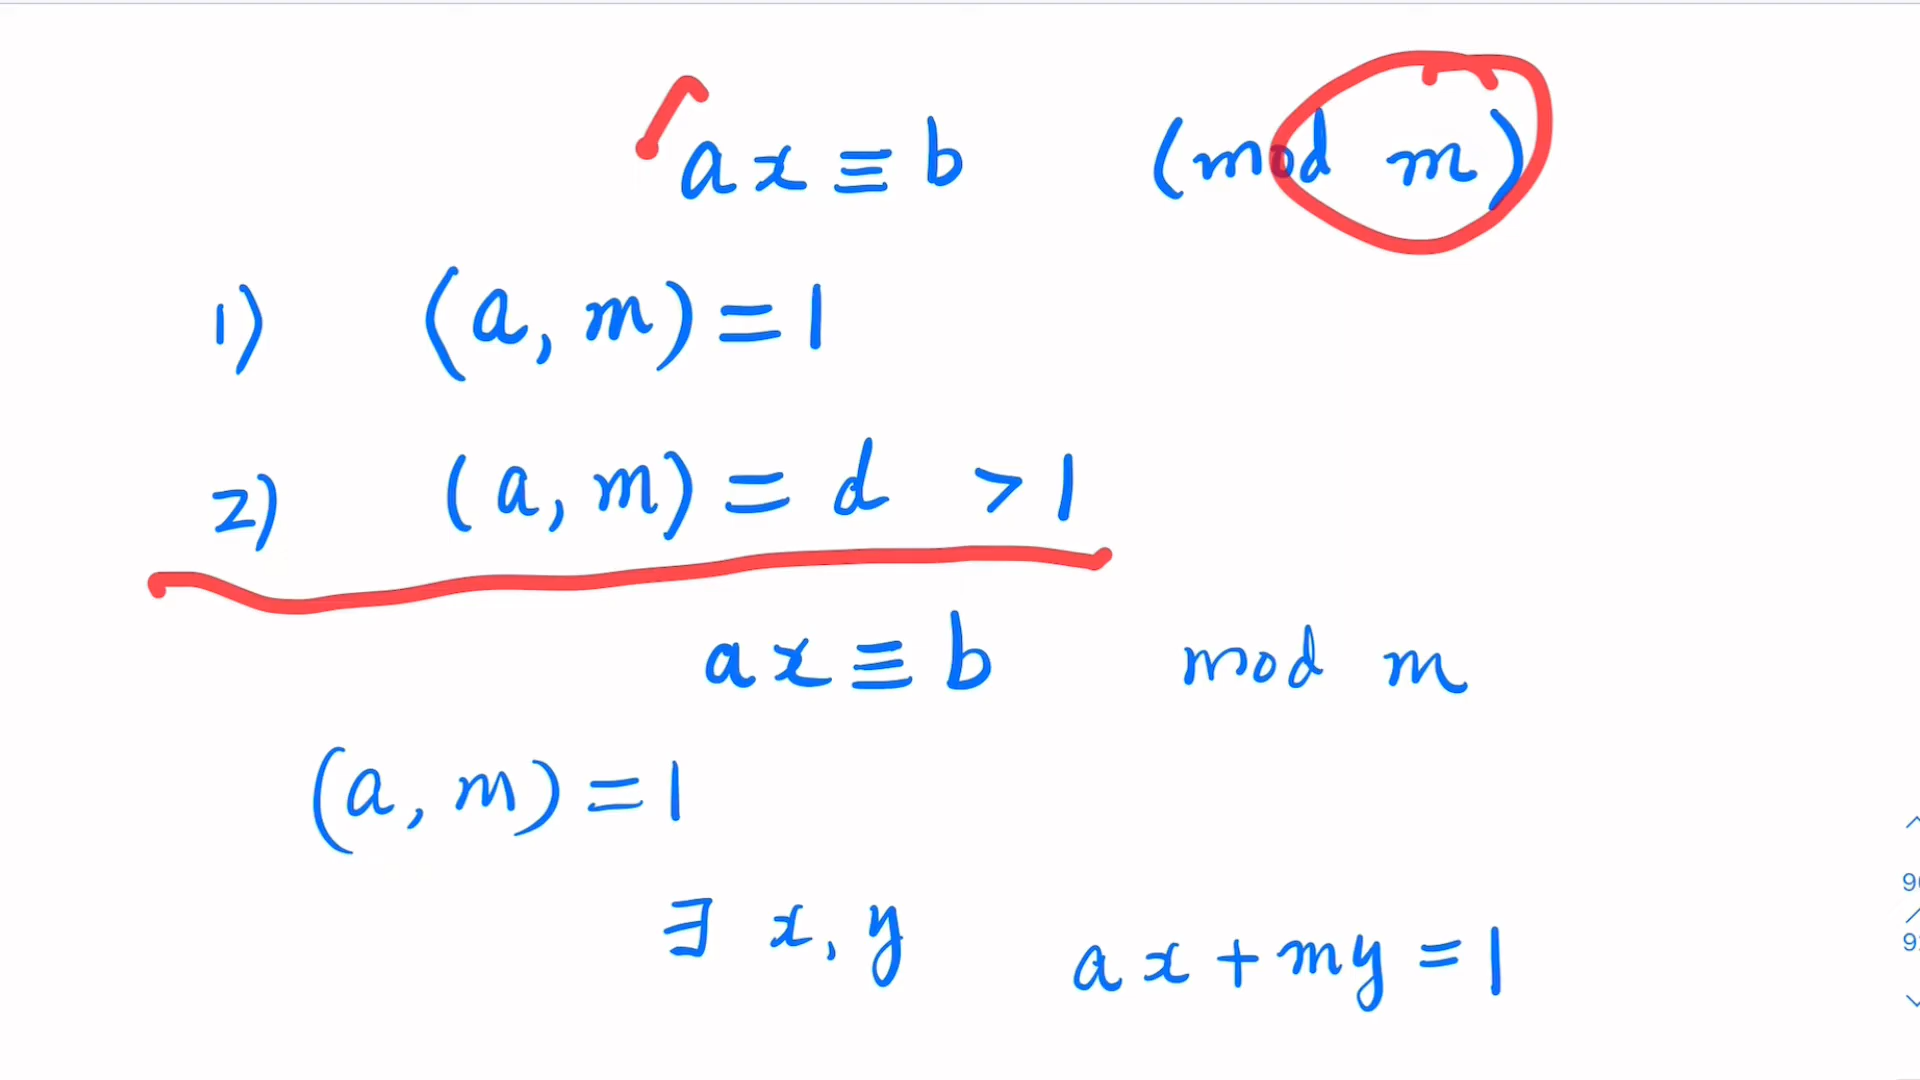 ax ≡ b (mod m)
1) (a, m) = 1
2) (a, m) = d > 1
ax ≡ b mod m
(a, m) = 1
∃ x, y ax + my = 1